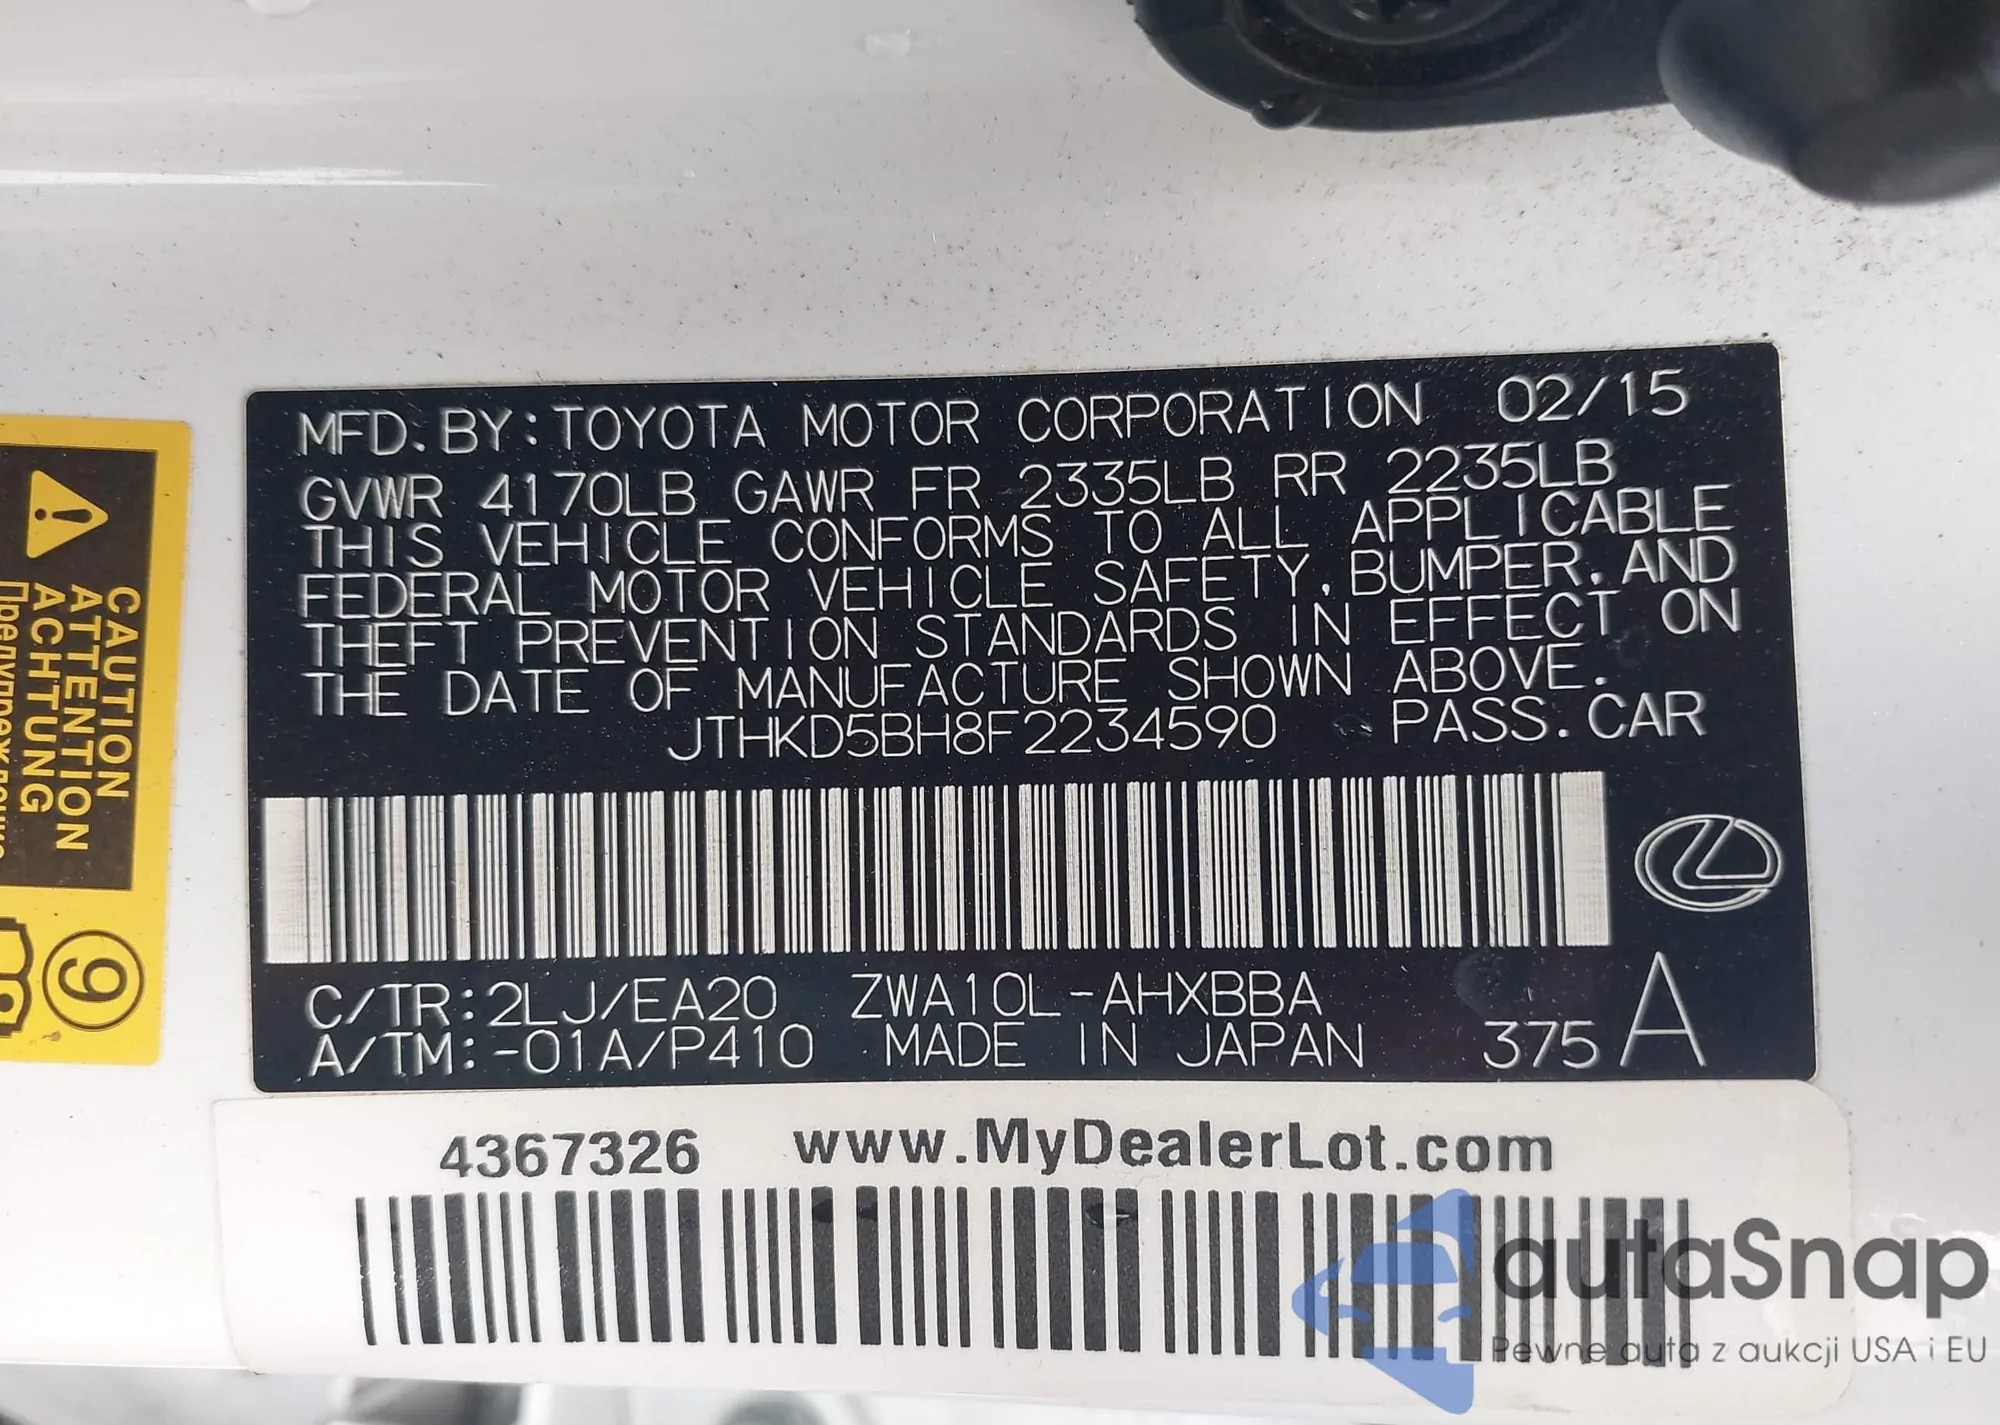 MFD.BY:TOYOTA MOTOR CORPORATION 02/15
GVWR 4170LB GAWR FR 2335LB RR 2235LB
THIS VEHICLE CONFORMS TO ALL APPLICABLE
FEDERAL MOTOR VEHICLE SAFETY, BUMPER, AND
THEFT PREVENTION STANDARDS IN EFFECT ON
THE DATE OF MANUFACTURE SHOWN ABOVE.
JTHKD5BH8F2234590 PASS. CAR
C/TR:2LJ/EA20 ZWA10L-AHXBBA
A/TM:-01A/P410 MADE IN JAPAN 375 A
4367326 www.MyDealerLot.com
CAUTION
ATTENTION
ACHTUNG
9
autaSnap
Pewne auta z aukcji USA i EU